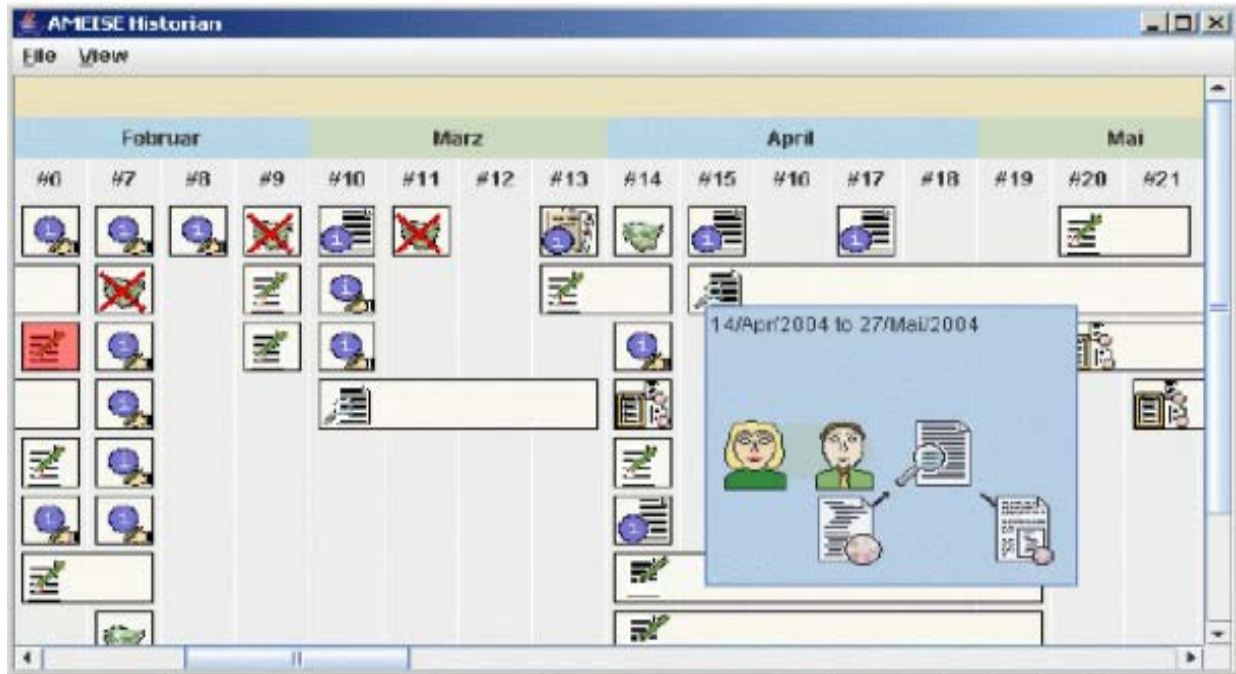 AMEISE Historian
File View
Februar Marz April Mai
#6 #7 #8 #9 #10 #11 #12 #13 #14 #15 #16 #17 #18 #19 #20 #21
14/Apr/2004 to 27/Mai/2004